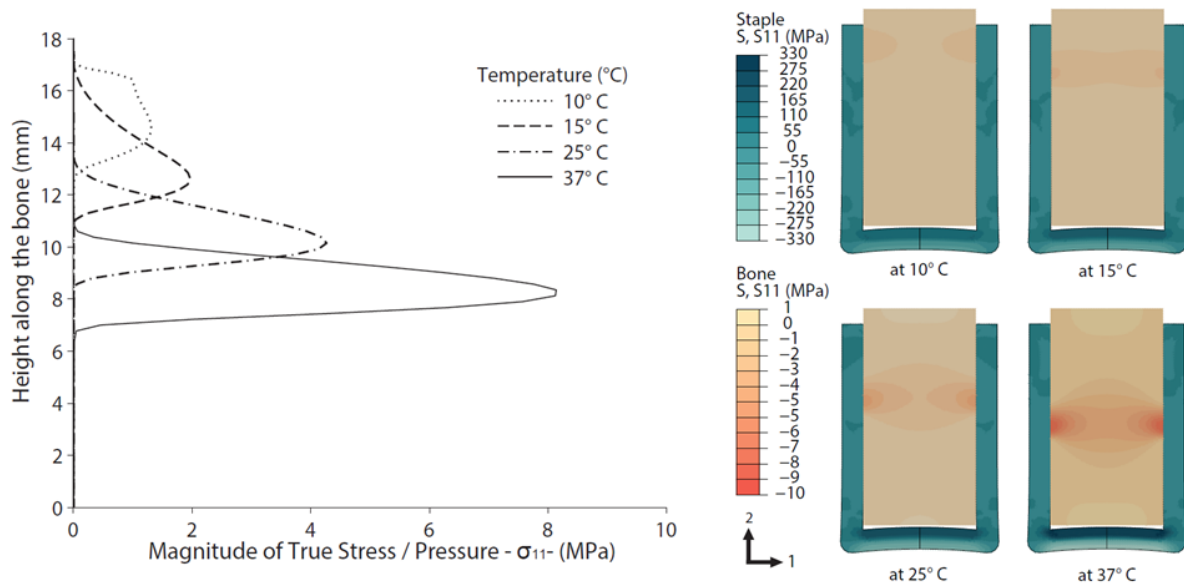 18
16
14
12
10
8
6
4
2
0
Height along the bone (mm)
0
2
4
6
8
10
Magnitude of True Stress / Pressure - σ₁₁- (MPa)
Temperature (°C)
10° C
15° C
25° C
37° C
Staple
S, S11 (MPa)
330
275
220
165
110
55
0
−55
−110
−165
−220
−275
−330
at 10° C
at 15° C
Bone
S, S11 (MPa)
1
0
−1
−2
−3
−4
−5
−6
−7
−8
−9
−10
2
1
at 25° C
at 37° C